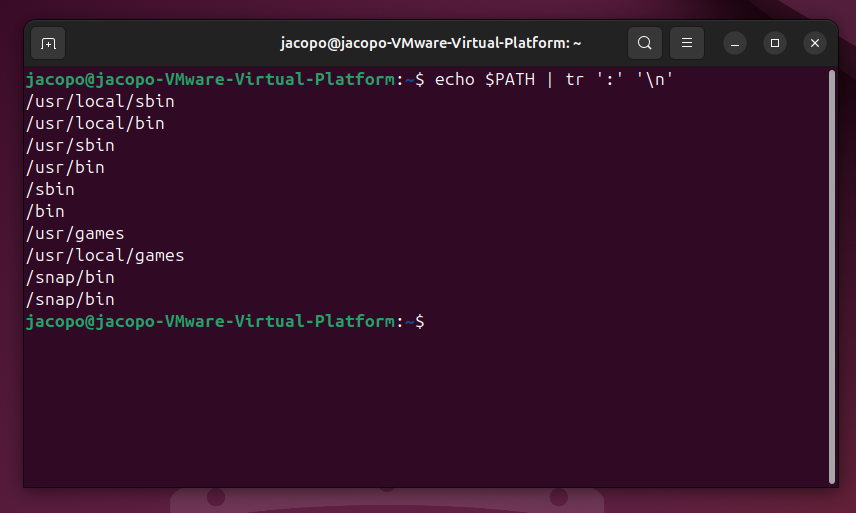 jacopo@jacopo-VMware-Virtual-Platform: ~
jacopo@jacopo-VMware-Virtual-Platform:~$ echo $PATH | tr ':' '\n'
/usr/local/sbin
/usr/local/bin
/usr/sbin
/usr/bin
/sbin
/bin
/usr/games
/usr/local/games
/snap/bin
/snap/bin
jacopo@jacopo-VMware-Virtual-Platform:~$